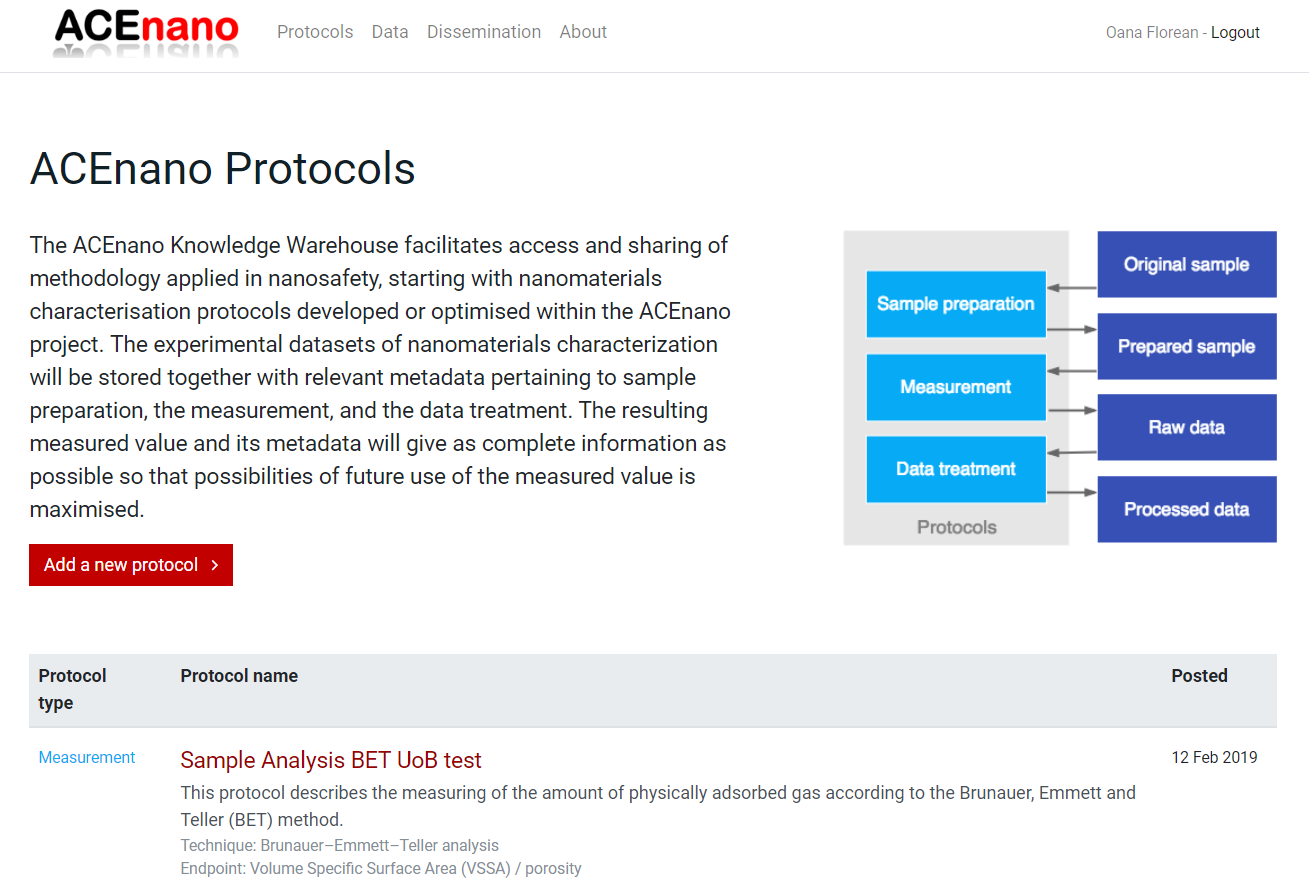 ACEnano
Protocols Data Dissemination About
Oana Florean - Logout
ACEnano Protocols
The ACEnano Knowledge Warehouse facilitates access and sharing of
methodology applied in nanosafety, starting with nanomaterials
characterisation protocols developed or optimised within the ACEnano
project. The experimental datasets of nanomaterials characterization
will be stored together with relevant metadata pertaining to sample
preparation, the measurement, and the data treatment. The resulting
measured value and its metadata will give as complete information as
possible so that possibilities of future use of the measured value is
maximised.
Add a new protocol >
Original sample
Sample preparation
Prepared sample
Measurement
Raw data
Data treatment
Processed data
Protocols
Protocol
type
Protocol name
Posted
Measurement
Sample Analysis BET UoB test
12 Feb 2019
This protocol describes the measuring of the amount of physically adsorbed gas according to the Brunauer, Emmett and
Teller (BET) method.
Technique: Brunauer–Emmett–Teller analysis
Endpoint: Volume Specific Surface Area (VSSA) / porosity